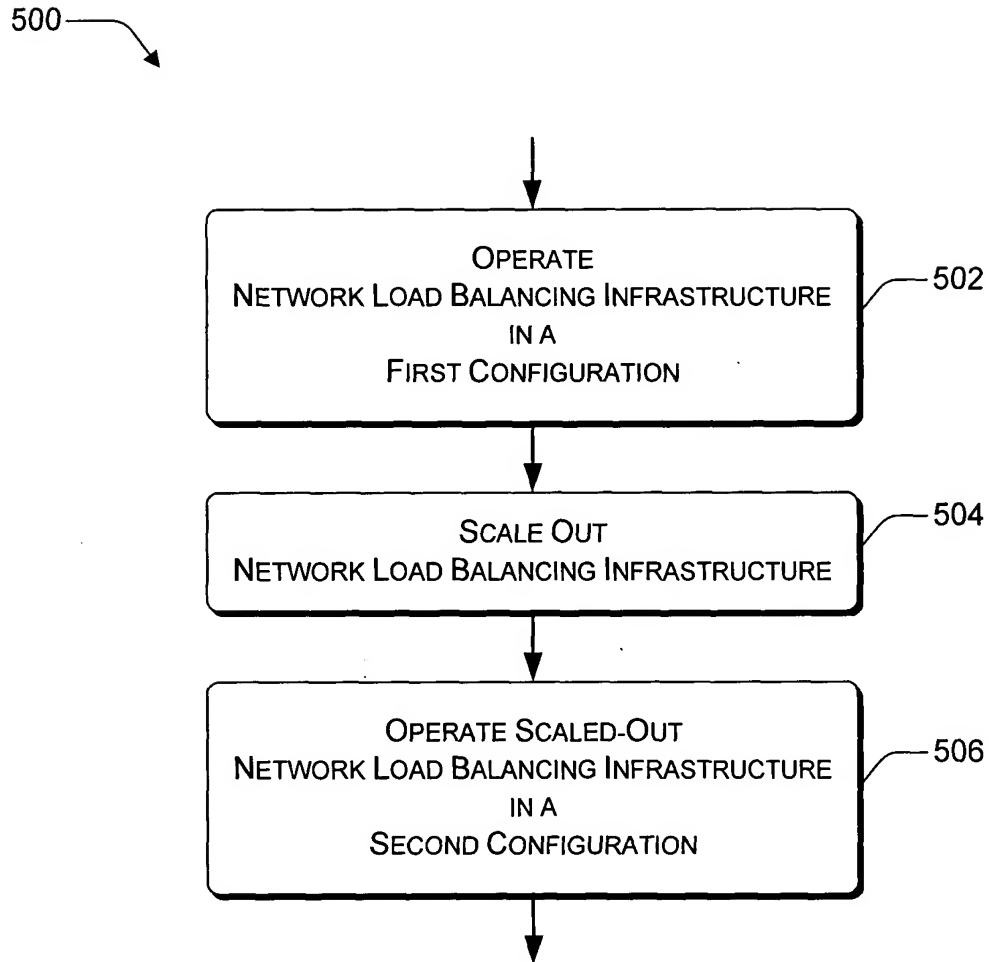 500
OPERATE
NETWORK LOAD BALANCING INFRASTRUCTURE
IN A
FIRST CONFIGURATION
502
SCALE OUT
NETWORK LOAD BALANCING INFRASTRUCTURE
504
OPERATE SCALED-OUT
NETWORK LOAD BALANCING INFRASTRUCTURE
IN A
SECOND CONFIGURATION
506